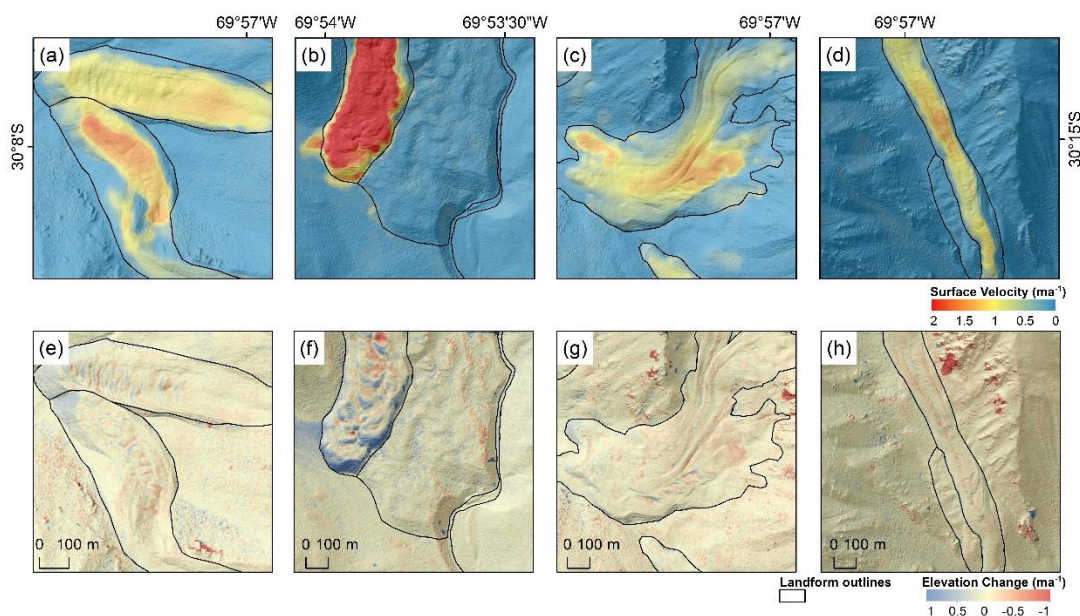 69°57'W
69°54'W
69°53'30"W
69°57'W
69°57'W
(a)
(b)
(c)
(d)
30°8'S
30°15'S
Surface Velocity (ma-1)
2 1.5 1 0.5 0
(e)
(f)
(g)
(h)
0 100 m
0 100 m
0 100 m
0 100 m
Landform outlines
Elevation Change (ma-1)
1 0.5 0 -0.5 -1